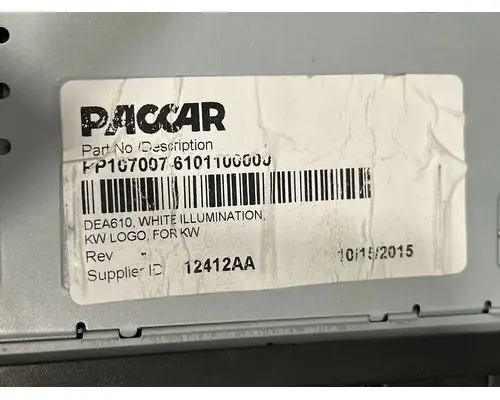 PACCAR
Part No /Description
PP107007 6101100000
DEA610, WHITE ILLUMINATION,
KW LOGO, FOR KW
Rev -
Supplier ID 12412AA 10/15/2015